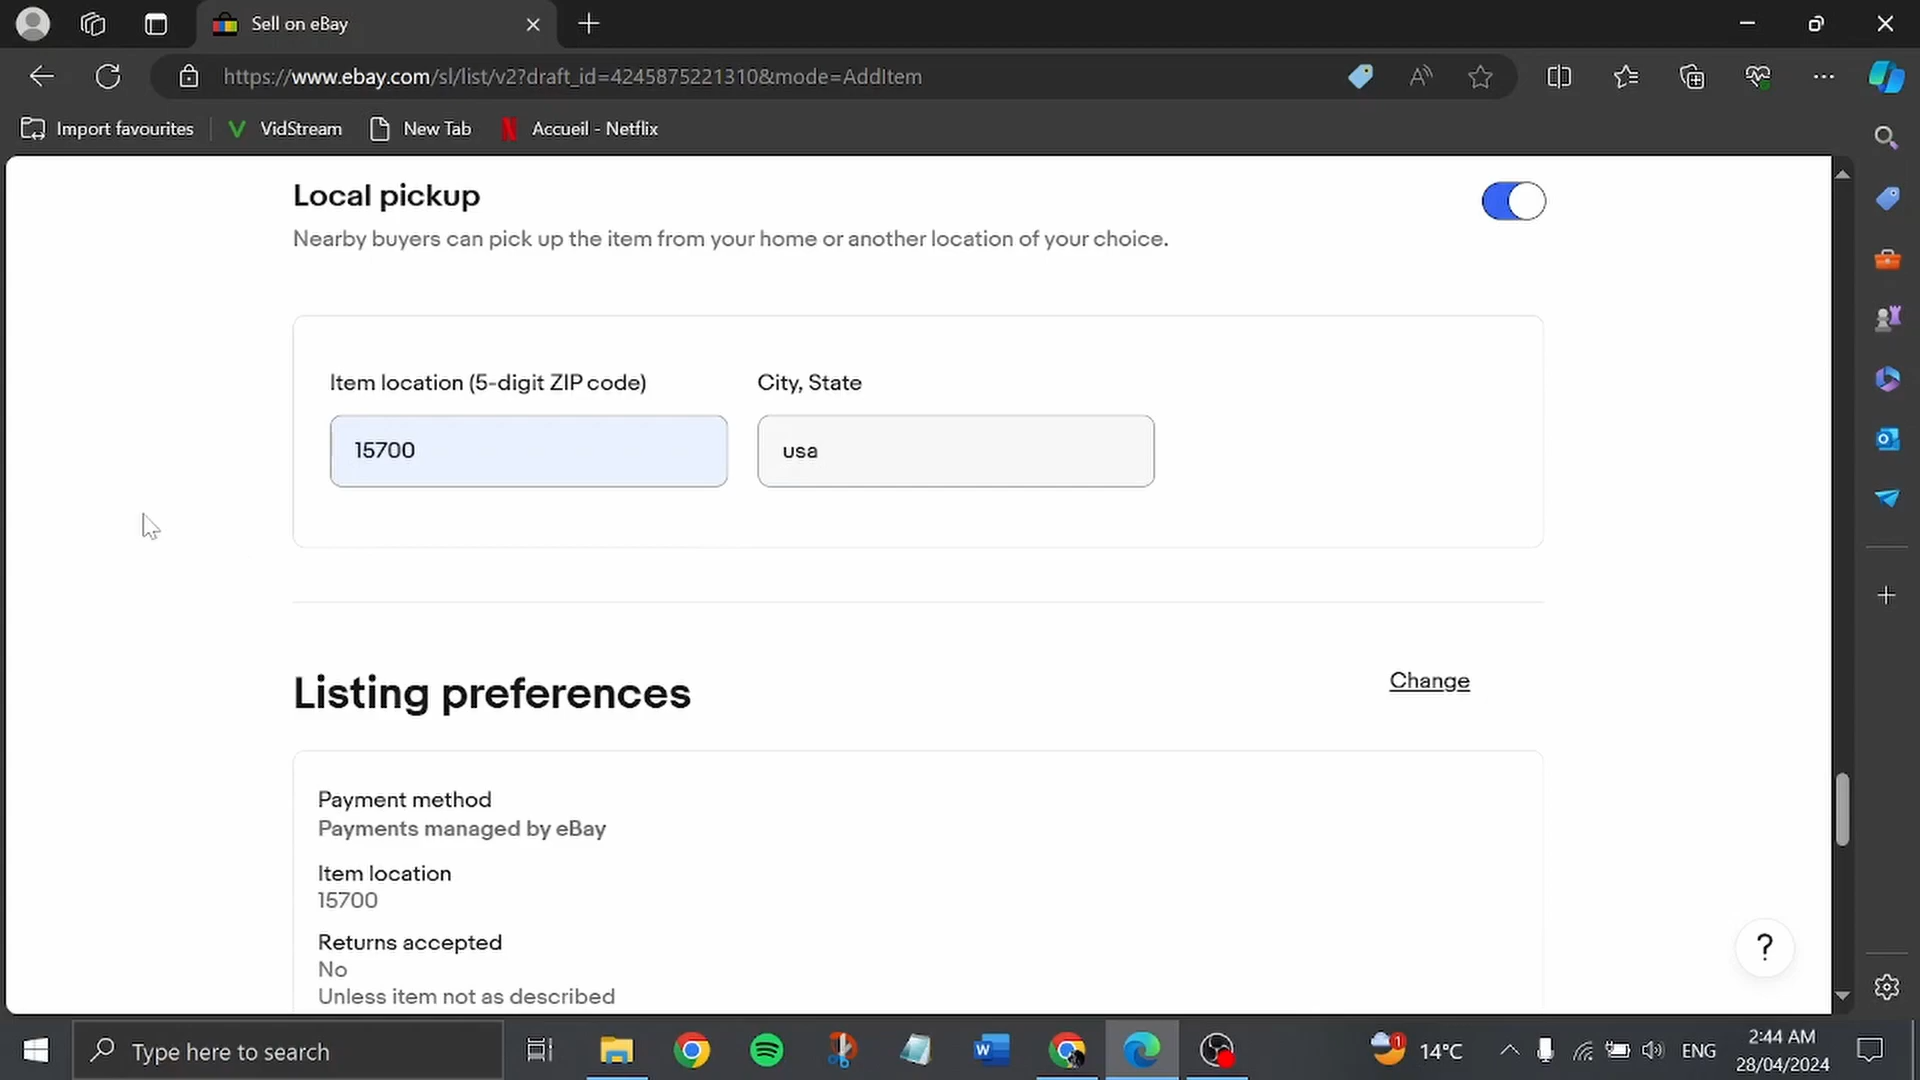 Sell on eBay
https://www.ebay.com/sl/list/v2?draft_id=4245875221310&mode=AddItem
Import favourites
VidStream
New Tab
Accueil - Netflix
Local pickup
Nearby buyers can pick up the item from your home or another location of your choice.
Item location (5-digit ZIP code)
City, State
15700
usa
Listing preferences
Change
Payment method
Payments managed by eBay
Item location
15700
Returns accepted
No
Unless item not as described
?
Type here to search
1
14°C
ENG
2:44 AM
28/04/2024